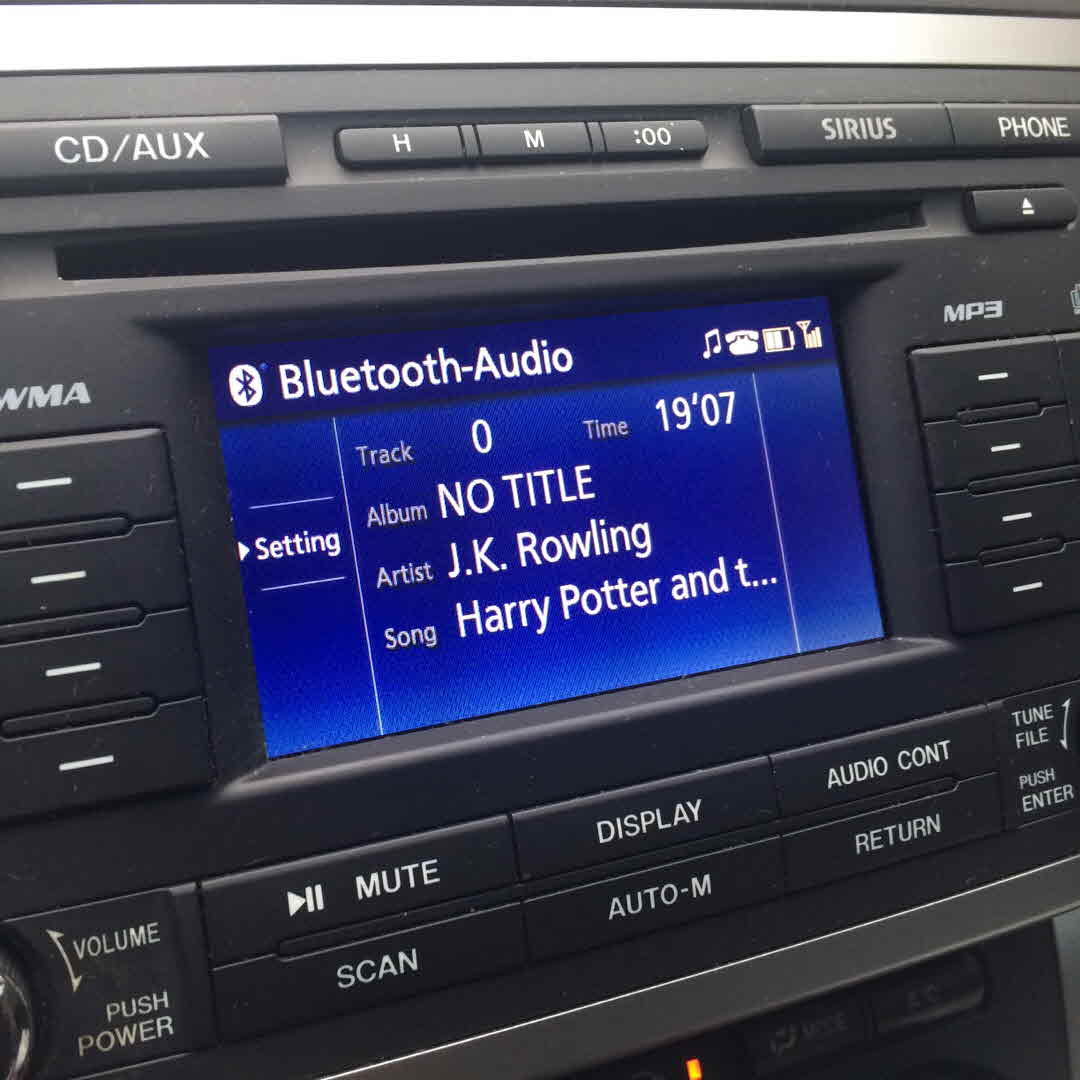 CD/AUX
H
M
:00
SIRIUS
PHONE
MP3
WMA
Bluetooth-Audio
Track 0 Time 19'07
Album NO TITLE
Setting
Artist J.K. Rowling
Song Harry Potter and t...
TUNE
FILE
PUSH
ENTER
AUDIO CONT
DISPLAY
RETURN
MUTE
AUTO-M
SCAN
VOLUME
PUSH
POWER
MODE
A/C